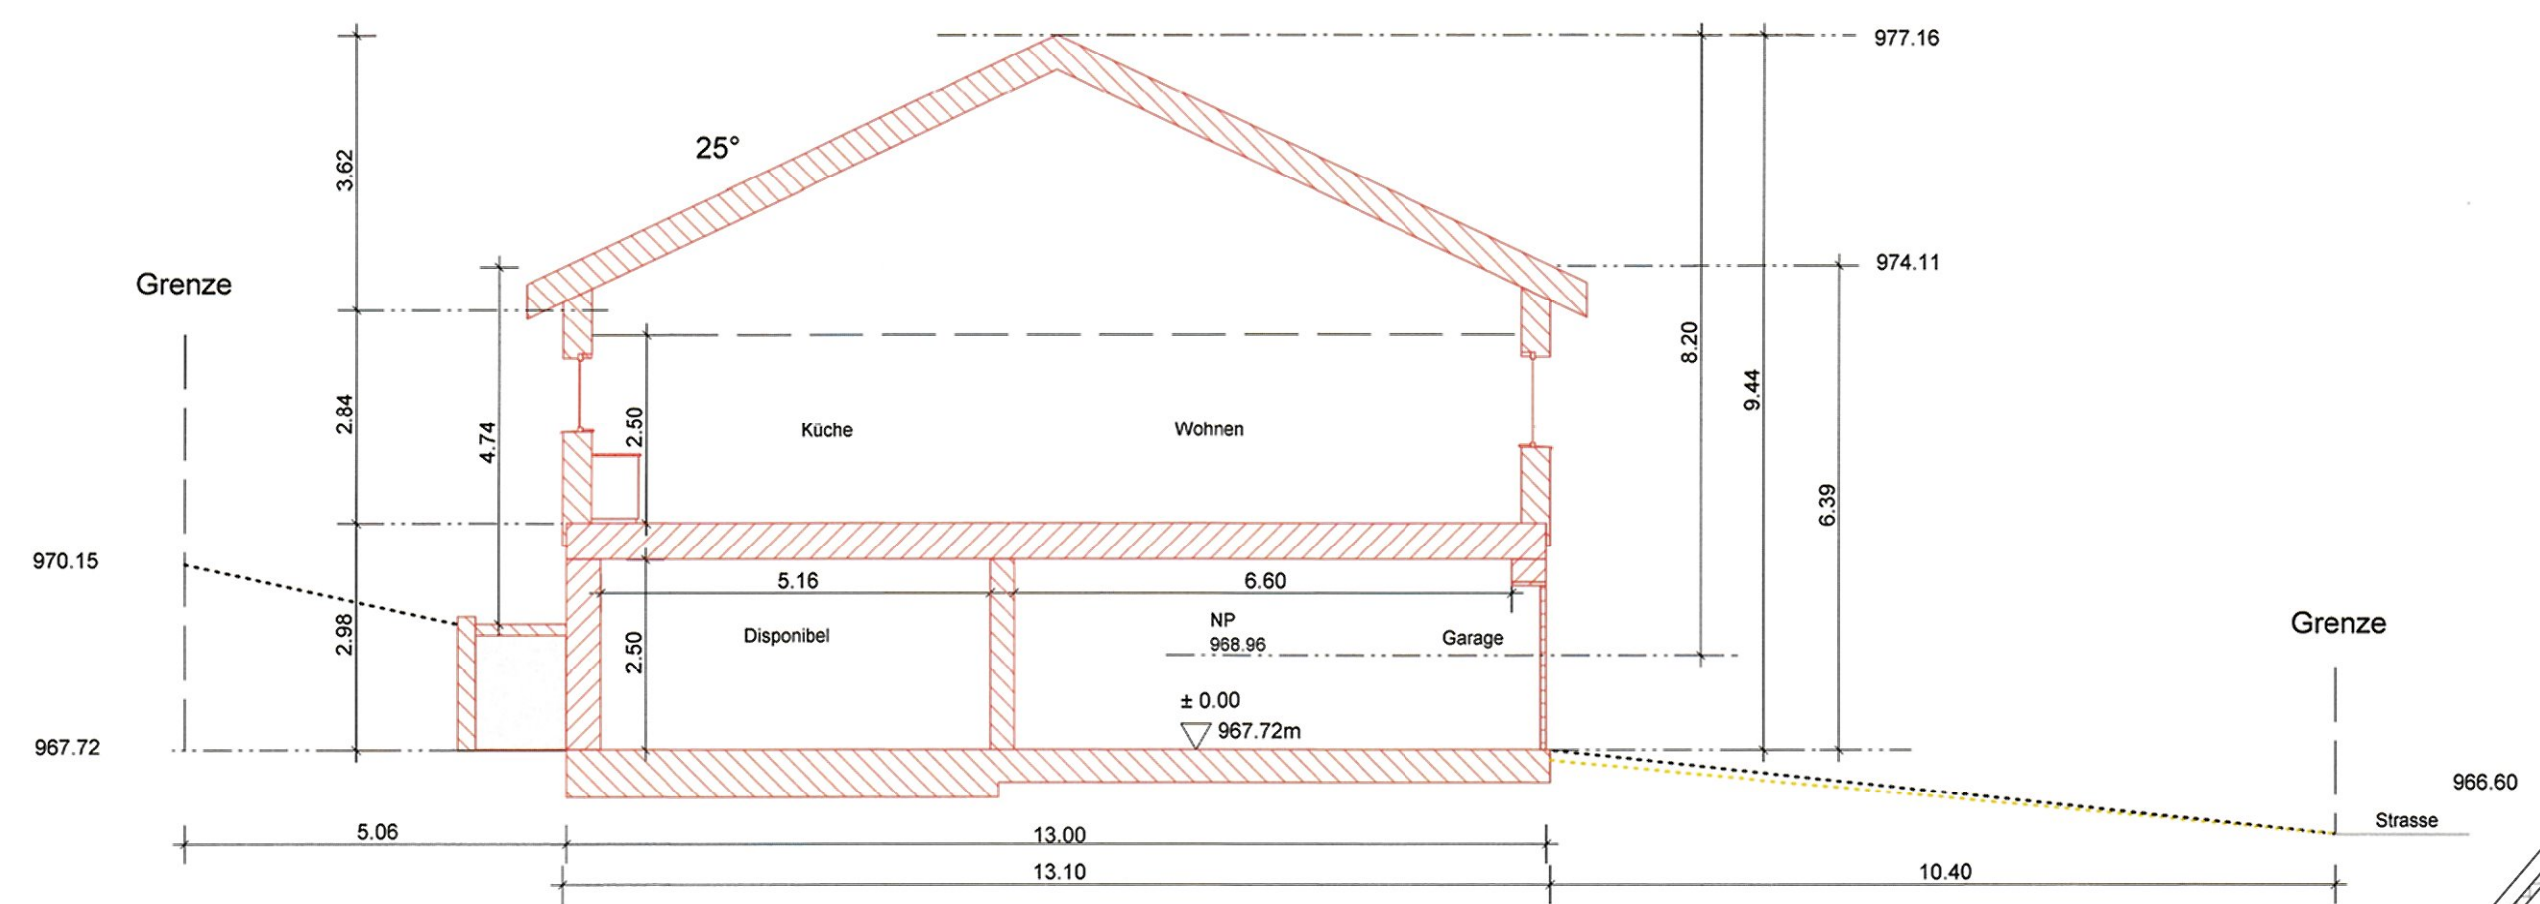 977.16
3.62
25°
974.11
Grenze
8.20
9.44
2.84
4.74
2.50
Küche
Wohnen
6.39
970.15
5.16
6.60
2.98
2.50
Disponibel
NP
968.96
Garage
Grenze
± 0.00
967.72m
967.72
966.60
Strasse
5.06
13.00
13.10
10.40